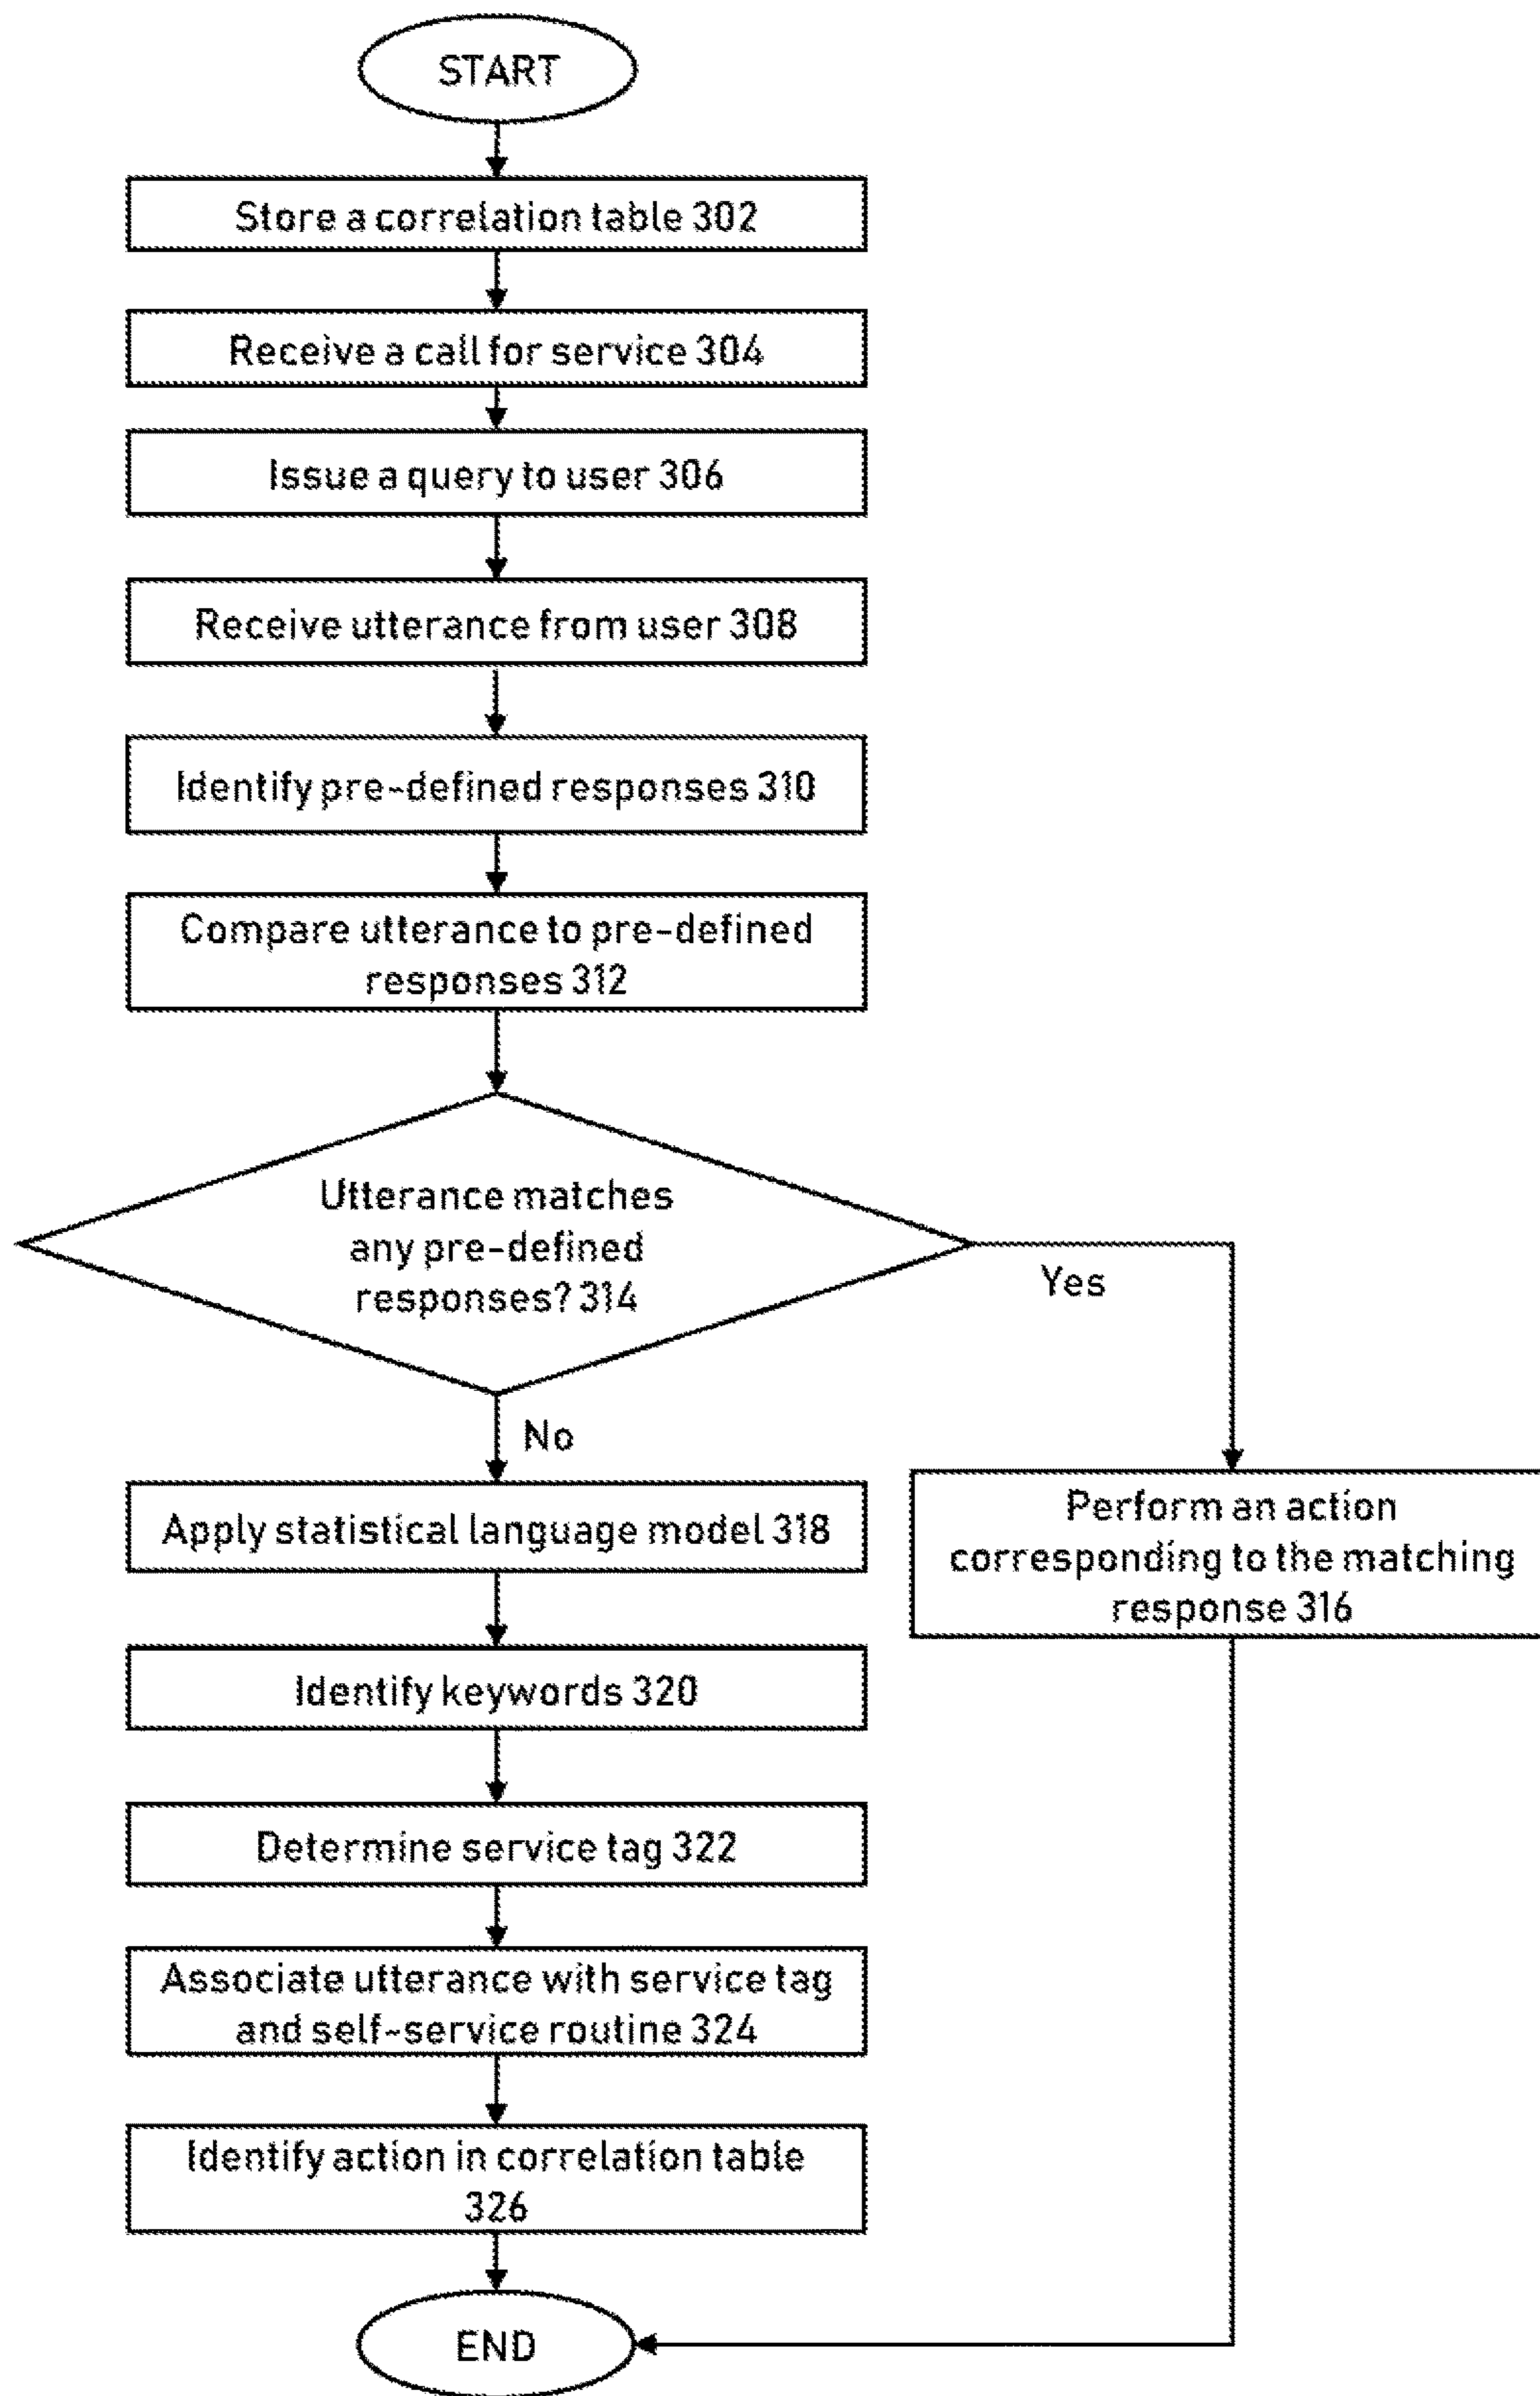 START
Store a correlation table 302
Receive a call for service 304
Issue a query to user 306
Receive utterance from user 308
Identify pre-defined responses 310
Compare utterance to pre-defined
responses 312
Utterance matches
any pre-defined
responses? 314
Yes
No
Apply statistical language model 318
Perform an action
corresponding to the matching
response 316
Identify keywords 320
Determine service tag 322
Associate utterance with service tag
and self-service routine 324
Identify action in correlation table
326
END